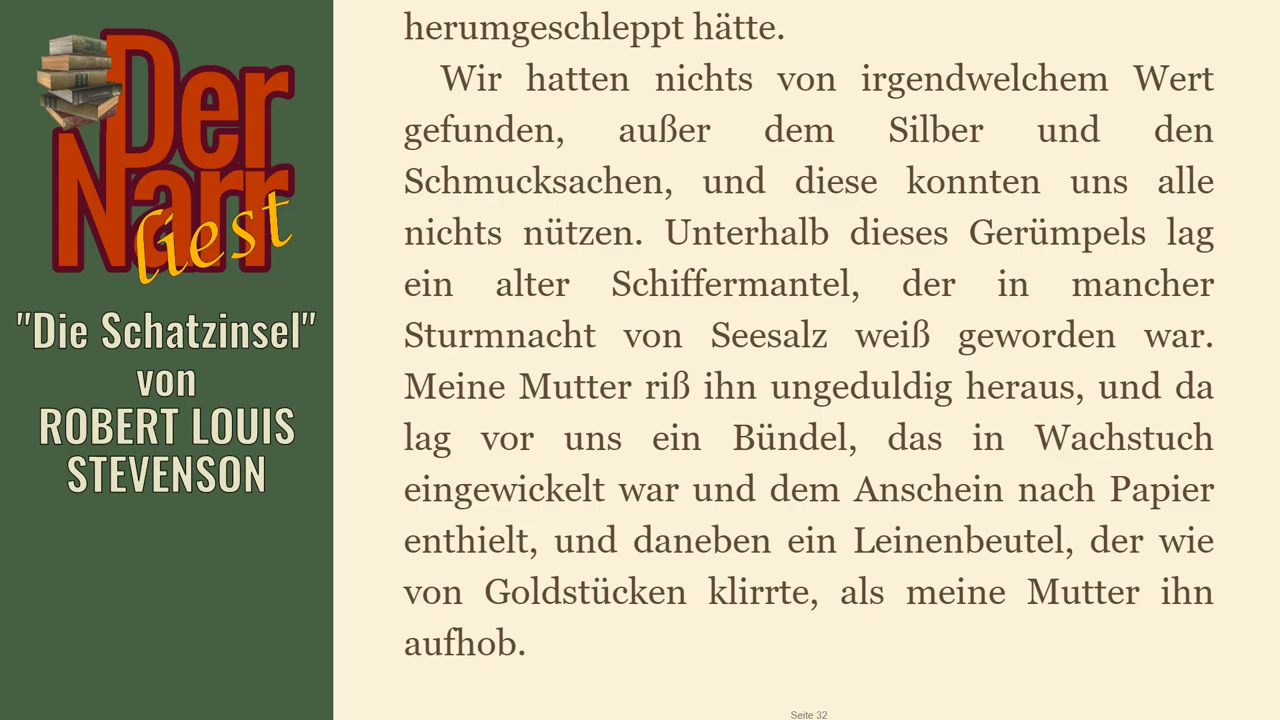 Der
Narr
liest
"Die Schatzinsel"
von
ROBERT LOUIS
STEVENSON
herumgeschleppt hätte.
Wir hatten nichts von irgendwelchem Wert
gefunden, außer dem Silber und den
Schmucksachen, und diese konnten uns alle
nichts nützen. Unterhalb dieses Gerümpels lag
ein alter Schiffermantel, der in mancher
Sturmnacht von Seesalz weiß geworden war.
Meine Mutter riß ihn ungeduldig heraus, und da
lag vor uns ein Bündel, das in Wachstuch
eingewickelt war und dem Anschein nach Papier
enthielt, und daneben ein Leinenbeutel, der wie
von Goldstücken klirrte, als meine Mutter ihn
aufhob.
Seite 32